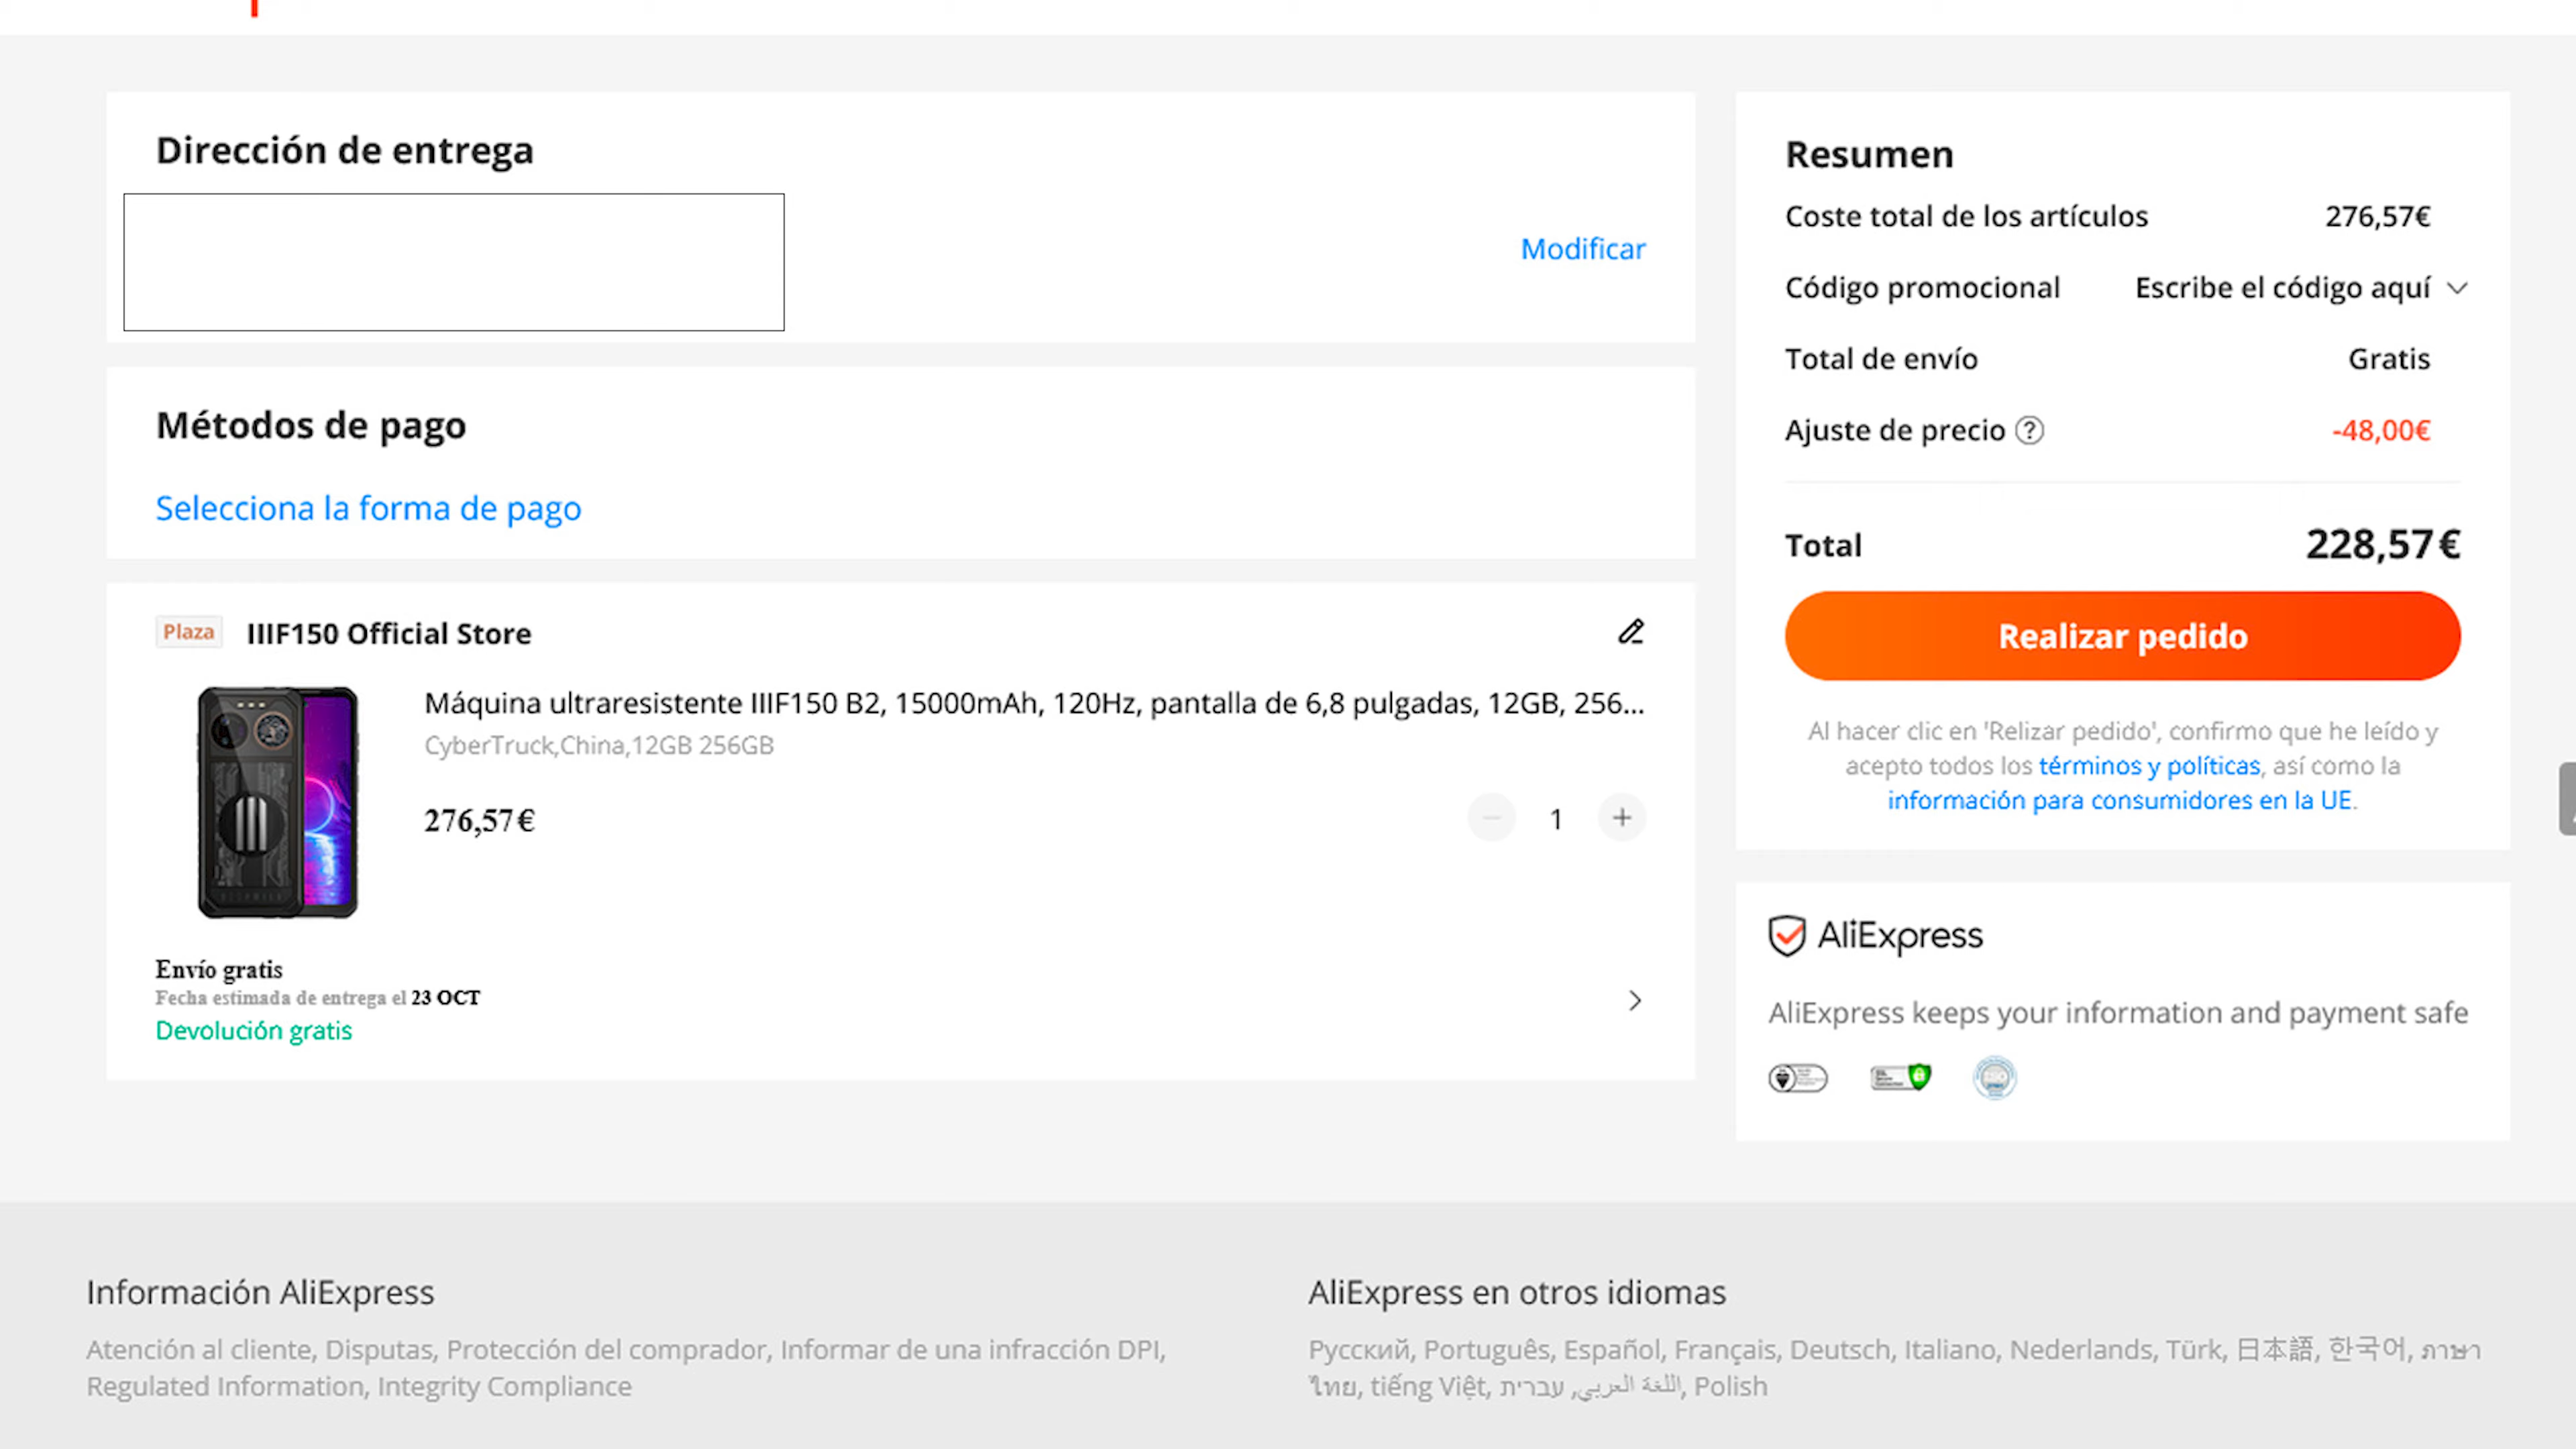 Dirección de entrega
Modificar
Métodos de pago
Selecciona la forma de pago
Plaza IIIF150 Official Store
Máquina ultraresistente IIIF150 B2, 15000mAh, 120Hz, pantalla de 6,8 pulgadas, 12GB, 256...
CyberTruck,China,12GB 256GB
276,57€
1
Envío gratis
Fecha estimada de entrega el 23 OCT
Devolución gratis
Resumen
Coste total de los artículos 276,57€
Código promocional Escribe el código aquí
Total de envío Gratis
Ajuste de precio ? -48,00€
Total 228,57€
Realizar pedido
Al hacer clic en 'Relizar pedido', confirmo que he leído y
acepto todos los términos y políticas, así como la
información para consumidores en la UE.
AliExpress
AliExpress keeps your information and payment safe
Información AliExpress
Atención al cliente, Disputas, Protección del comprador, Informar de una infracción DPI,
Regulated Information, Integrity Compliance
AliExpress en otros idiomas
Русский, Português, Español, Français, Deutsch, Italiano, Nederlands, Türk, 日本語, 한국어, ภาษา
ไทย, tiếng Việt, اللغة العربي, עברית, Polish